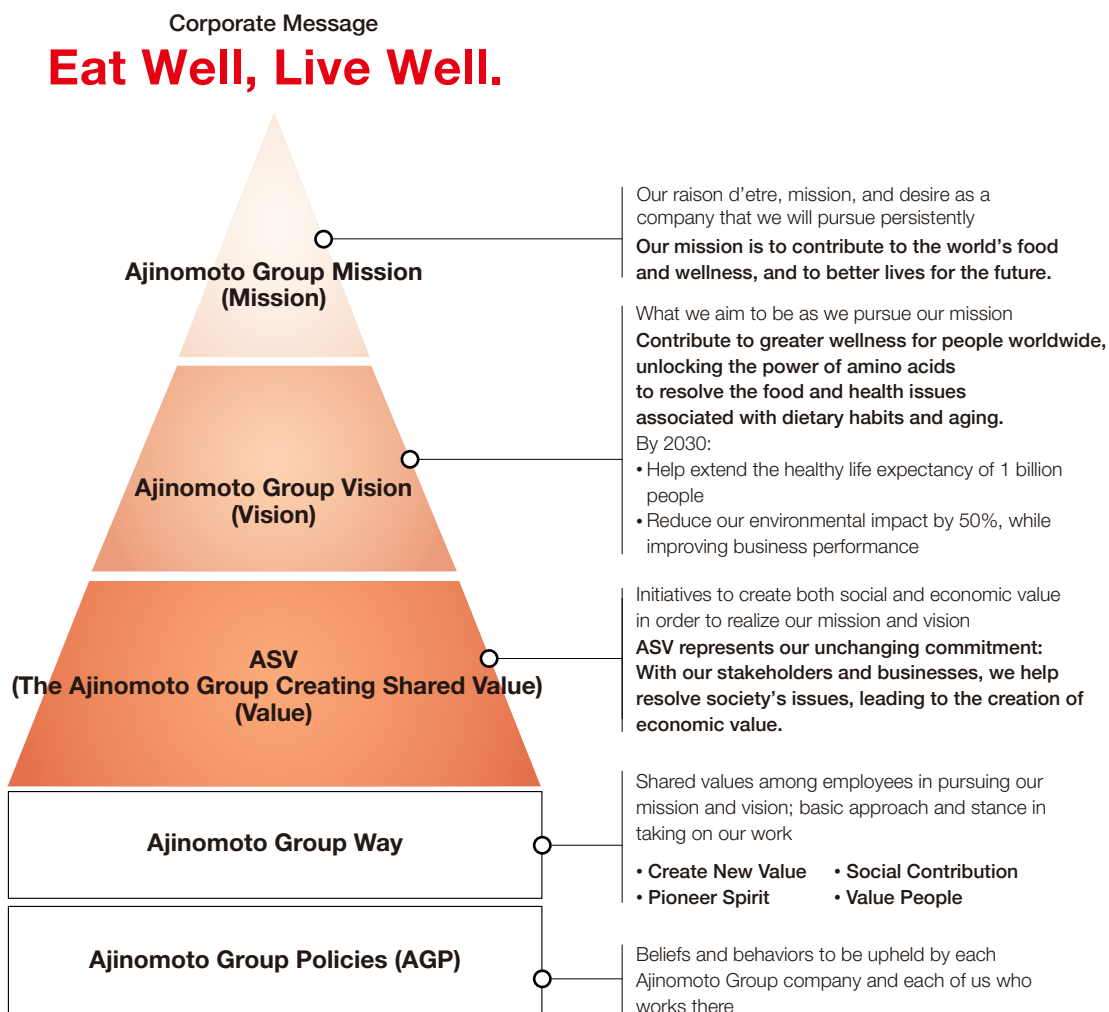 Corporate Message
Eat Well, Live Well.
Ajinomoto Group Mission
(Mission)
Our raison d’etre, mission, and desire as a
company that we will pursue persistently
Our mission is to contribute to the world’s food
and wellness, and to better lives for the future.
Ajinomoto Group Vision
(Vision)
What we aim to be as we pursue our mission
Contribute to greater wellness for people worldwide,
unlocking the power of amino acids
to resolve the food and health issues
associated with dietary habits and aging.
By 2030:
• Help extend the healthy life expectancy of 1 billion
people
• Reduce our environmental impact by 50%, while
improving business performance
ASV
(The Ajinomoto Group Creating Shared Value)
(Value)
Initiatives to create both social and economic value
in order to realize our mission and vision
ASV represents our unchanging commitment:
With our stakeholders and businesses, we help
resolve society’s issues, leading to the creation of
economic value.
Ajinomoto Group Way
Shared values among employees in pursuing our
mission and vision; basic approach and stance in
taking on our work
• Create New Value • Social Contribution
• Pioneer Spirit • Value People
Ajinomoto Group Policies (AGP)
Beliefs and behaviors to be upheld by each
Ajinomoto Group company and each of us who
works there